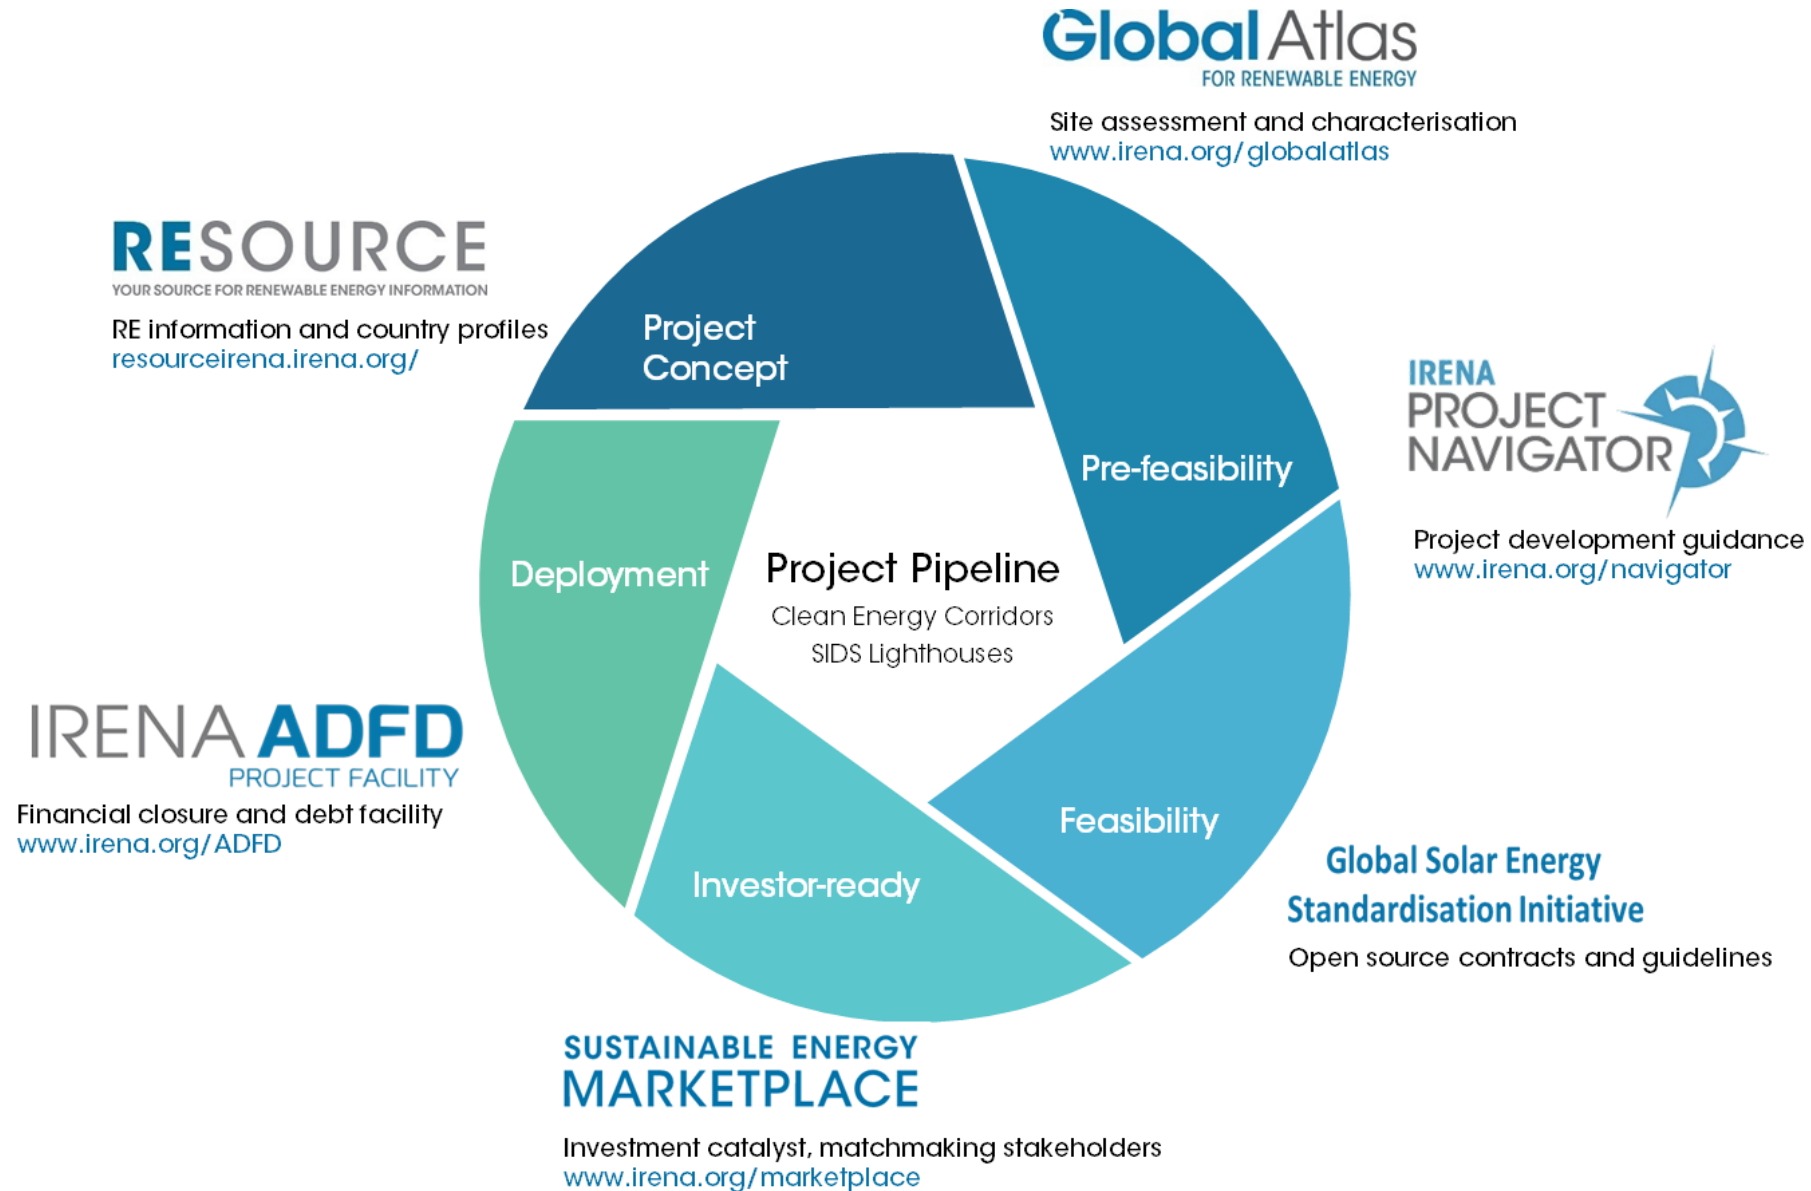 Global Atlas
FOR RENEWABLE ENERGY
Site assessment and characterisation
www.irena.org/globalatlas
RESOURCE
YOUR SOURCE FOR RENEWABLE ENERGY INFORMATION
RE information and country profiles
resourceirena.irena.org/
Project
Concept
Pre-feasibility
IRENA
PROJECT
NAVIGATOR
Project development guidance
www.irena.org/navigator
Deployment
Project Pipeline
Clean Energy Corridors
SIDS Lighthouses
IRENA ADFD
PROJECT FACILITY
Financial closure and debt facility
www.irena.org/ADFD
Feasibility
Investor-ready
Global Solar Energy
Standardisation Initiative
Open source contracts and guidelines
SUSTAINABLE ENERGY
MARKETPLACE
Investment catalyst, matchmaking stakeholders
www.irena.org/marketplace